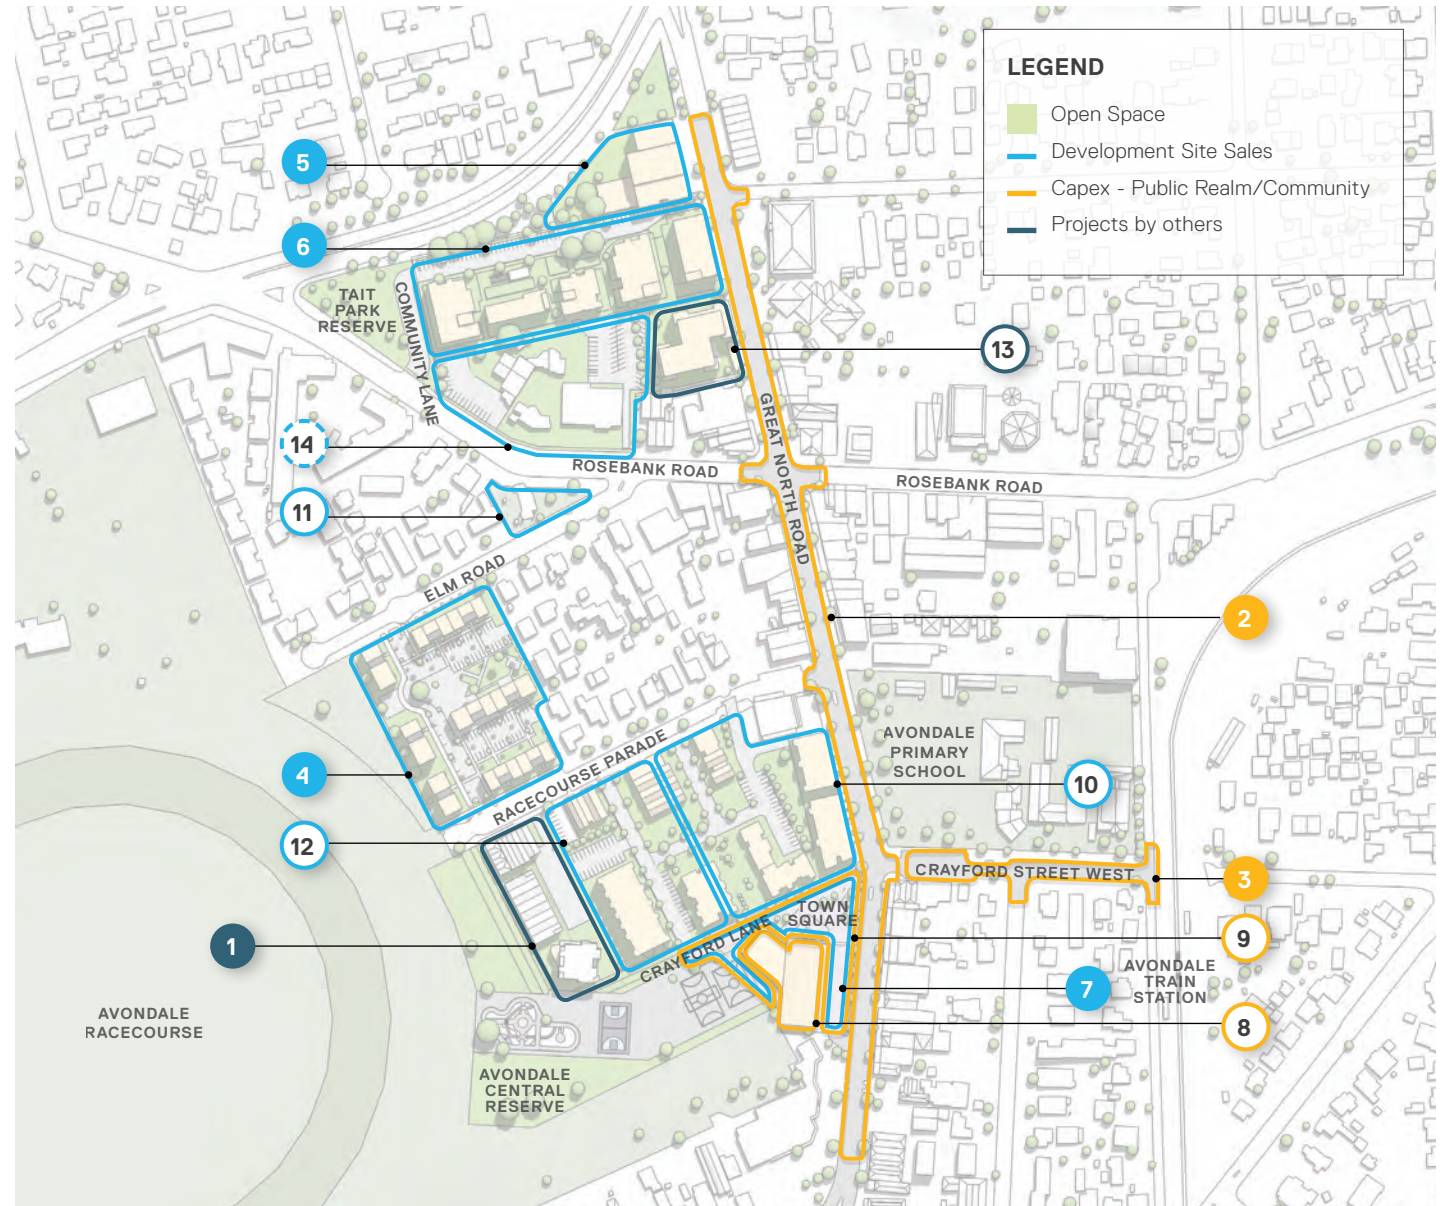 LEGEND
Open Space
Development Site Sales
Capex - Public Realm/Community
Projects by others
5
6
TAIT
PARK
RESERVE
COMMUNITY LANE
13
GREAT NORTH ROAD
14
ROSEBANK ROAD
ROSEBANK ROAD
11
ELM ROAD
2
AVONDALE
PRIMARY
SCHOOL
4
RACECOURSE PARADE
10
12
CRAYFORD STREET WEST
3
TOWN
SQUARE
1
CRAYFORD LANE
9
AVONDALE
TRAIN
STATION
7
8
AVONDALE
RACECOURSE
AVONDALE
CENTRAL
RESERVE